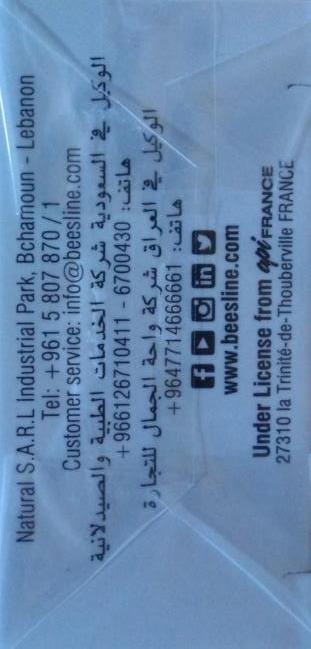 Natural S.A.R.L Industrial Park, Bchamoun - Lebanon
Tel: +961 5 807 870 / 1
Customer service: info@beesline.com
الوكيل في السعودية شركة الخدمات الطبية والصيدلانية
هاتف: 6700430 - 966126710411+
الوكيل في العراق شركة واحة الجمال للتجارة
هاتف: 9647714666661+
www.beesline.com
Under License from api FRANCE
27310 la Trinité-de-Thouberville FRANCE